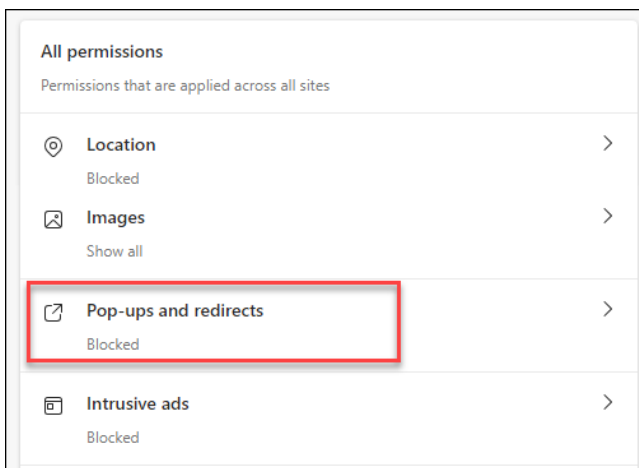 All permissions
Permissions that are applied across all sites
Location
Blocked
Images
Show all
Pop-ups and redirects
Blocked
Intrusive ads
Blocked